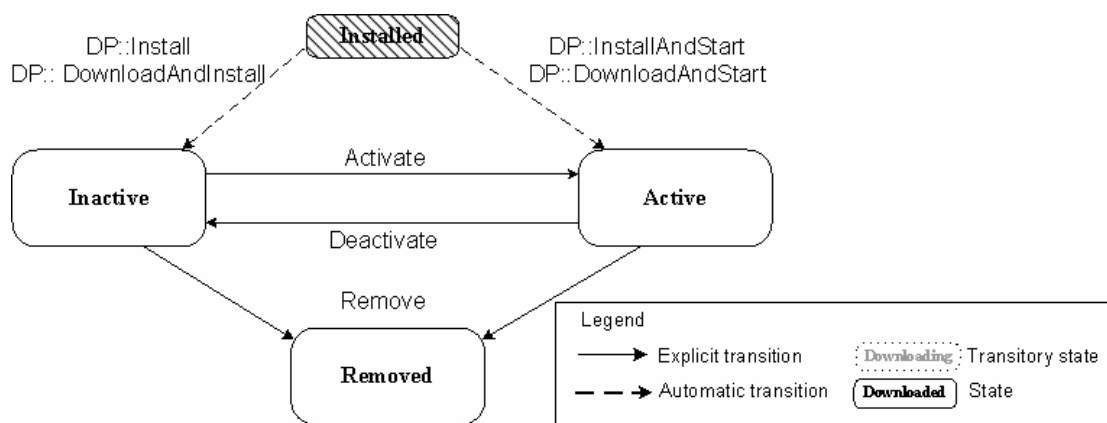 Installed
DP::Install
DP:: DownloadAndInstall
DP::InstallAndStart
DP::DownloadAndStart
Inactive
Activate
Active
Deactivate
Remove
Removed
Legend
Explicit transition
Downloading
Transitory state
Automatic transition
Downloaded
State